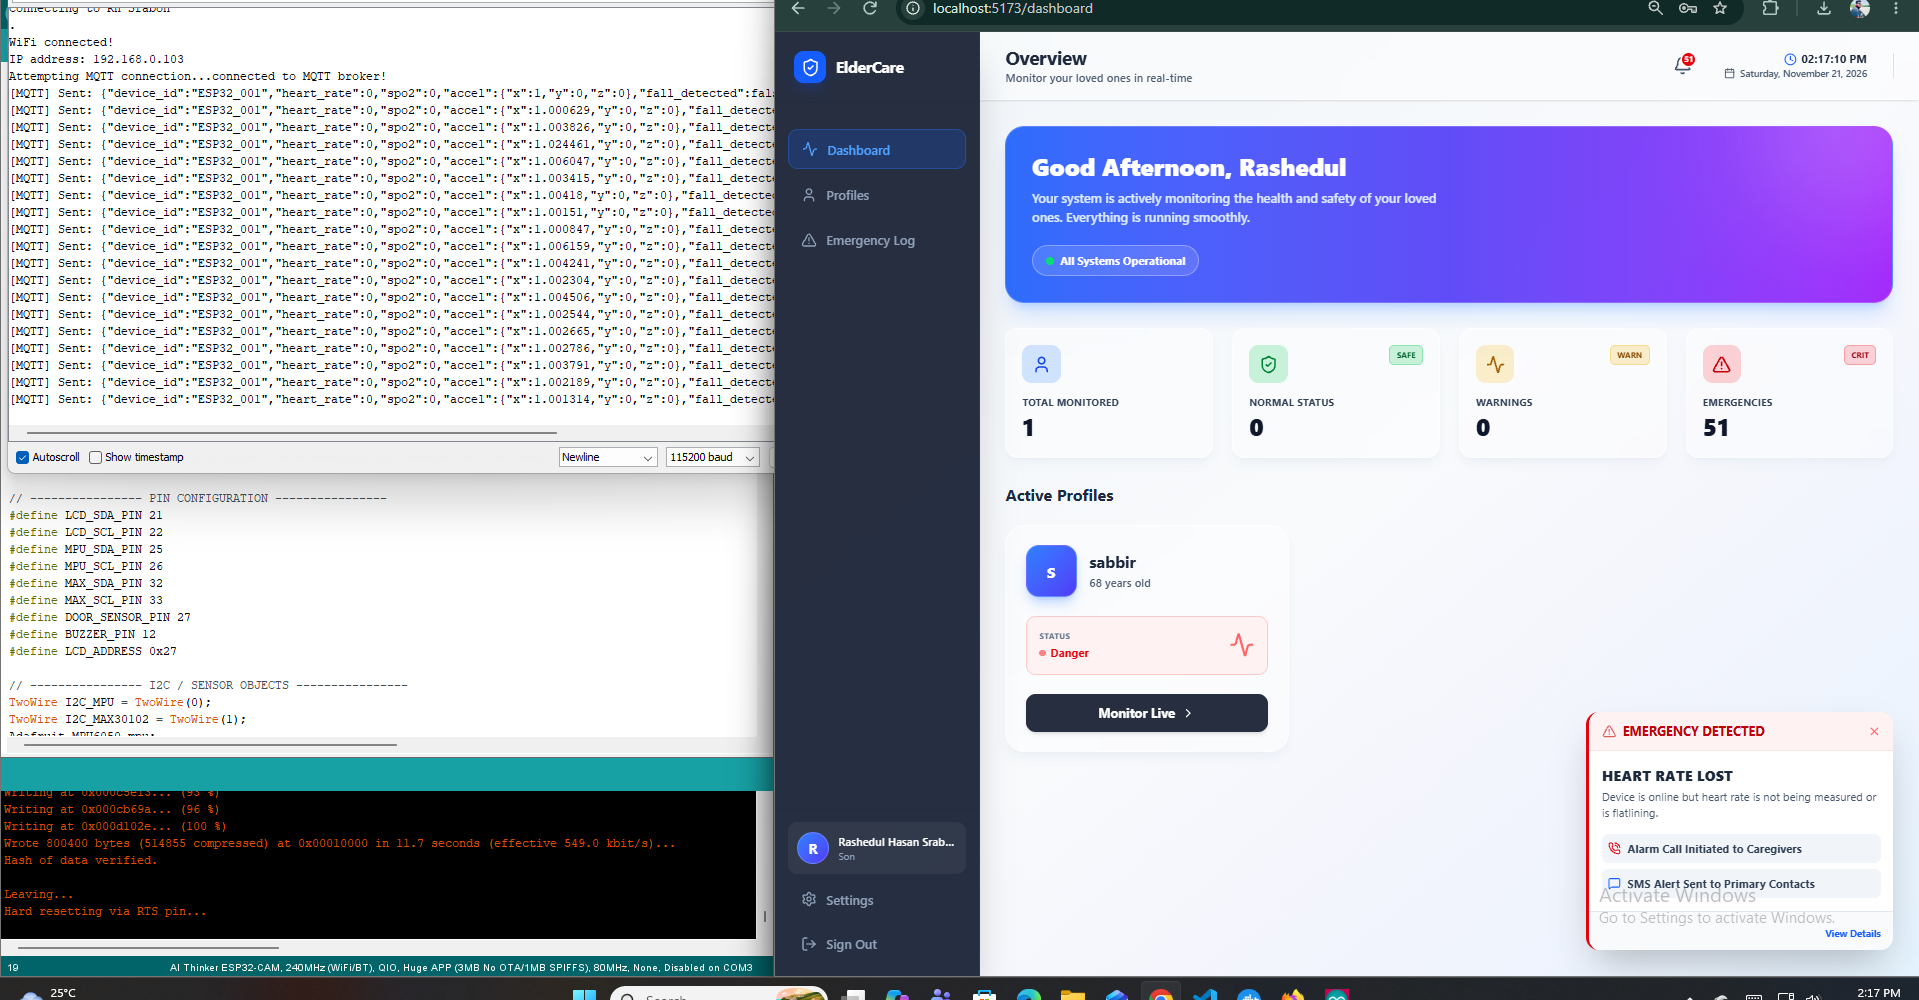 Connecting to RH Srabon
.
WiFi connected!
IP address: 192.168.0.103
Attempting MQTT connection...connected to MQTT broker!
[MQTT] Sent: {"device_id":"ESP32_001","heart_rate":0,"spo2":0,"accel":{"x":1,"y":0,"z":0},"fall_detected":fal
[MQTT] Sent: {"device_id":"ESP32_001","heart_rate":0,"spo2":0,"accel":{"x":1.000629,"y":0,"z":0},"fall_detect
[MQTT] Sent: {"device_id":"ESP32_001","heart_rate":0,"spo2":0,"accel":{"x":1.003826,"y":0,"z":0},"fall_detect
[MQTT] Sent: {"device_id":"ESP32_001","heart_rate":0,"spo2":0,"accel":{"x":1.024461,"y":0,"z":0},"fall_detect
[MQTT] Sent: {"device_id":"ESP32_001","heart_rate":0,"spo2":0,"accel":{"x":1.006047,"y":0,"z":0},"fall_detect
[MQTT] Sent: {"device_id":"ESP32_001","heart_rate":0,"spo2":0,"accel":{"x":1.003415,"y":0,"z":0},"fall_detect
[MQTT] Sent: {"device_id":"ESP32_001","heart_rate":0,"spo2":0,"accel":{"x":1.00418,"y":0,"z":0},"fall_detecte
[MQTT] Sent: {"device_id":"ESP32_001","heart_rate":0,"spo2":0,"accel":{"x":1.00151,"y":0,"z":0},"fall_detected
[MQTT] Sent: {"device_id":"ESP32_001","heart_rate":0,"spo2":0,"accel":{"x":1.000847,"y":0,"z":0},"fall_detect
[MQTT] Sent: {"device_id":"ESP32_001","heart_rate":0,"spo2":0,"accel":{"x":1.006159,"y":0,"z":0},"fall_detect
[MQTT] Sent: {"device_id":"ESP32_001","heart_rate":0,"spo2":0,"accel":{"x":1.004241,"y":0,"z":0},"fall_detect
[MQTT] Sent: {"device_id":"ESP32_001","heart_rate":0,"spo2":0,"accel":{"x":1.002304,"y":0,"z":0},"fall_detect
[MQTT] Sent: {"device_id":"ESP32_001","heart_rate":0,"spo2":0,"accel":{"x":1.004506,"y":0,"z":0},"fall_detect
[MQTT] Sent: {"device_id":"ESP32_001","heart_rate":0,"spo2":0,"accel":{"x":1.002544,"y":0,"z":0},"fall_detect
[MQTT] Sent: {"device_id":"ESP32_001","heart_rate":0,"spo2":0,"accel":{"x":1.002665,"y":0,"z":0},"fall_detect
[MQTT] Sent: {"device_id":"ESP32_001","heart_rate":0,"spo2":0,"accel":{"x":1.002786,"y":0,"z":0},"fall_detect
[MQTT] Sent: {"device_id":"ESP32_001","heart_rate":0,"spo2":0,"accel":{"x":1.003791,"y":0,"z":0},"fall_detect
[MQTT] Sent: {"device_id":"ESP32_001","heart_rate":0,"spo2":0,"accel":{"x":1.002189,"y":0,"z":0},"fall_detect
[MQTT] Sent: {"device_id":"ESP32_001","heart_rate":0,"spo2":0,"accel":{"x":1.001314,"y":0,"z":0},"fall_detect
Autoscroll Show timestamp Newline 115200 baud
// ---------------- PIN CONFIGURATION ----------------
#define LCD_SDA_PIN 21
#define LCD_SCL_PIN 22
#define MPU_SDA_PIN 25
#define MPU_SCL_PIN 26
#define MAX_SDA_PIN 32
#define MAX_SCL_PIN 33
#define DOOR_SENSOR_PIN 27
#define BUZZER_PIN 12
#define LCD_ADDRESS 0x27
// ---------------- I2C / SENSOR OBJECTS ----------------
TwoWire I2C_MPU = TwoWire(0);
TwoWire I2C_MAX30102 = TwoWire(1);
Adafruit_MPU6050 mpu;
Writing at 0x000c5ef3... (93 %)
Writing at 0x000cb69a... (96 %)
Writing at 0x000d102e... (100 %)
Wrote 800400 bytes (514855 compressed) at 0x00010000 in 11.7 seconds (effective 549.0 kbit/s)...
Hash of data verified.
Leaving...
Hard resetting via RTS pin...
19 AI Thinker ESP32-CAM, 240MHz (WiFi/BT), QIO, Huge APP (3MB No OTA/1MB SPIFFS), 80MHz, None, Disabled on COM3
localhost:5173/dashboard
ElderCare
Dashboard
Profiles
Emergency Log
R
Rashedul Hasan Srab...
Son
Settings
Sign Out
Overview
Monitor your loved ones in real-time
51
02:17:10 PM
Saturday, November 21, 2026
Good Afternoon, Rashedul
Your system is actively monitoring the health and safety of your loved
ones. Everything is running smoothly.
All Systems Operational
TOTAL MONITORED
1
SAFE
NORMAL STATUS
0
WARN
WARNINGS
0
CRIT
EMERGENCIES
51
Active Profiles
s
sabbir
68 years old
STATUS
Danger
Monitor Live
EMERGENCY DETECTED
HEART RATE LOST
Device is online but heart rate is not being measured or
is flatlining.
Alarm Call Initiated to Caregivers
SMS Alert Sent to Primary Contacts
Activate Windows
Go to Settings to activate Windows.
View Details
25°C
Search
2:17 PM